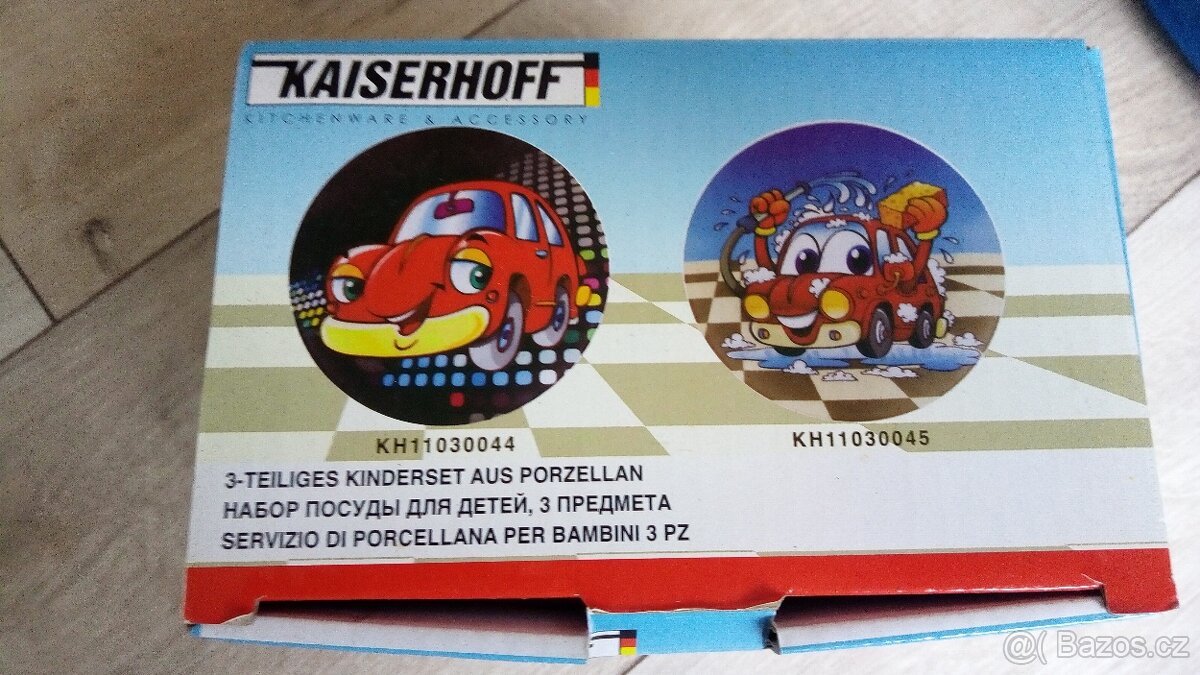 KAISERHOFF
KITCHENWARE & ACCESSORY
KH11030044
KH11030045
3-TEILIGES KINDERSET AUS PORZELLAN
НАБОР ПОСУДЫ ДЛЯ ДЕТЕЙ, 3 ПРЕДМЕТА
SERVIZIO DI PORCELLANA PER BAMBINI 3 PZ
@( Bazos.cz